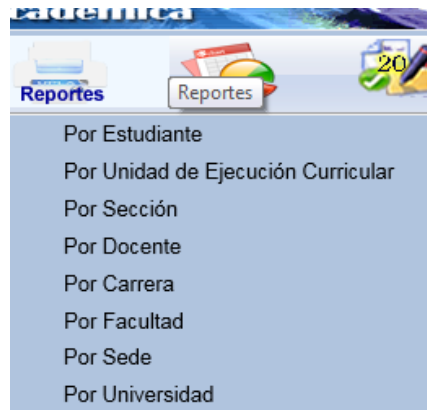 20
Reportes
Reportes
Por Estudiante
Por Unidad de Ejecución Curricular
Por Sección
Por Docente
Por Carrera
Por Facultad
Por Sede
Por Universidad